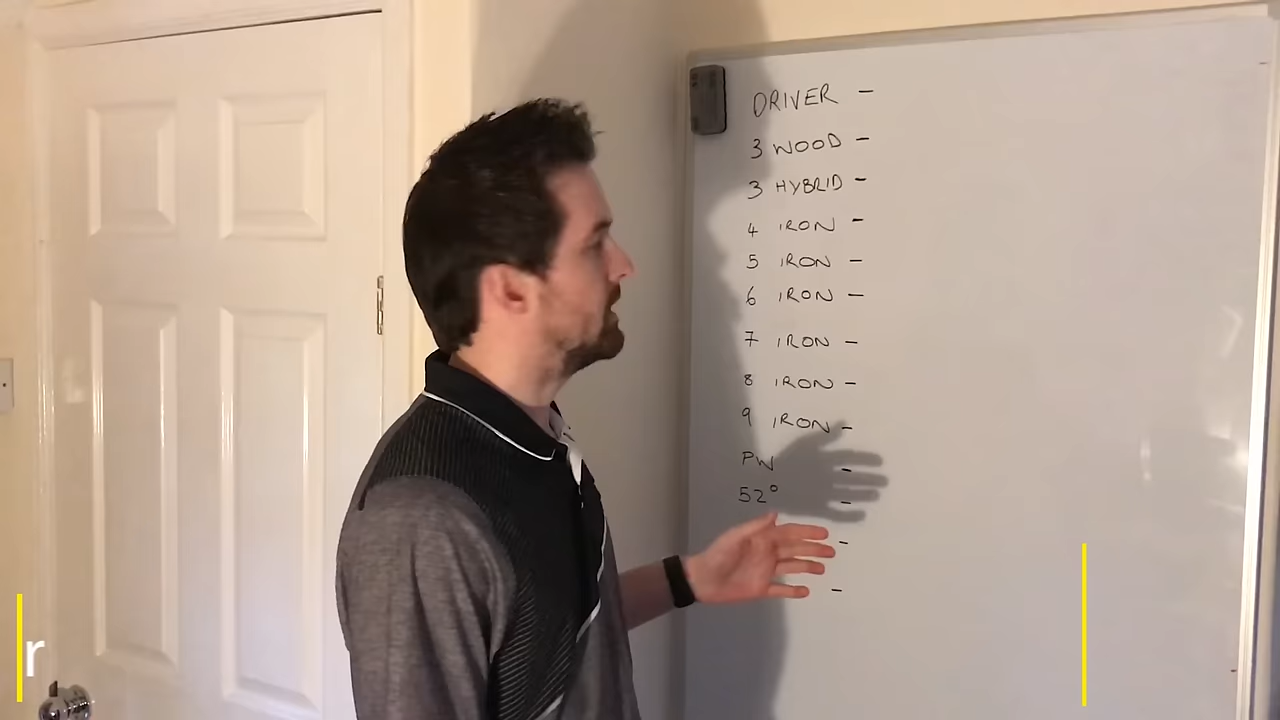 DRIVER -
3 WOOD -
3 HYBRID -
4 IRON -
5 IRON -
6 IRON -
7 IRON -
8 IRON -
9 IRON -
PW -
52° -
-
-
r